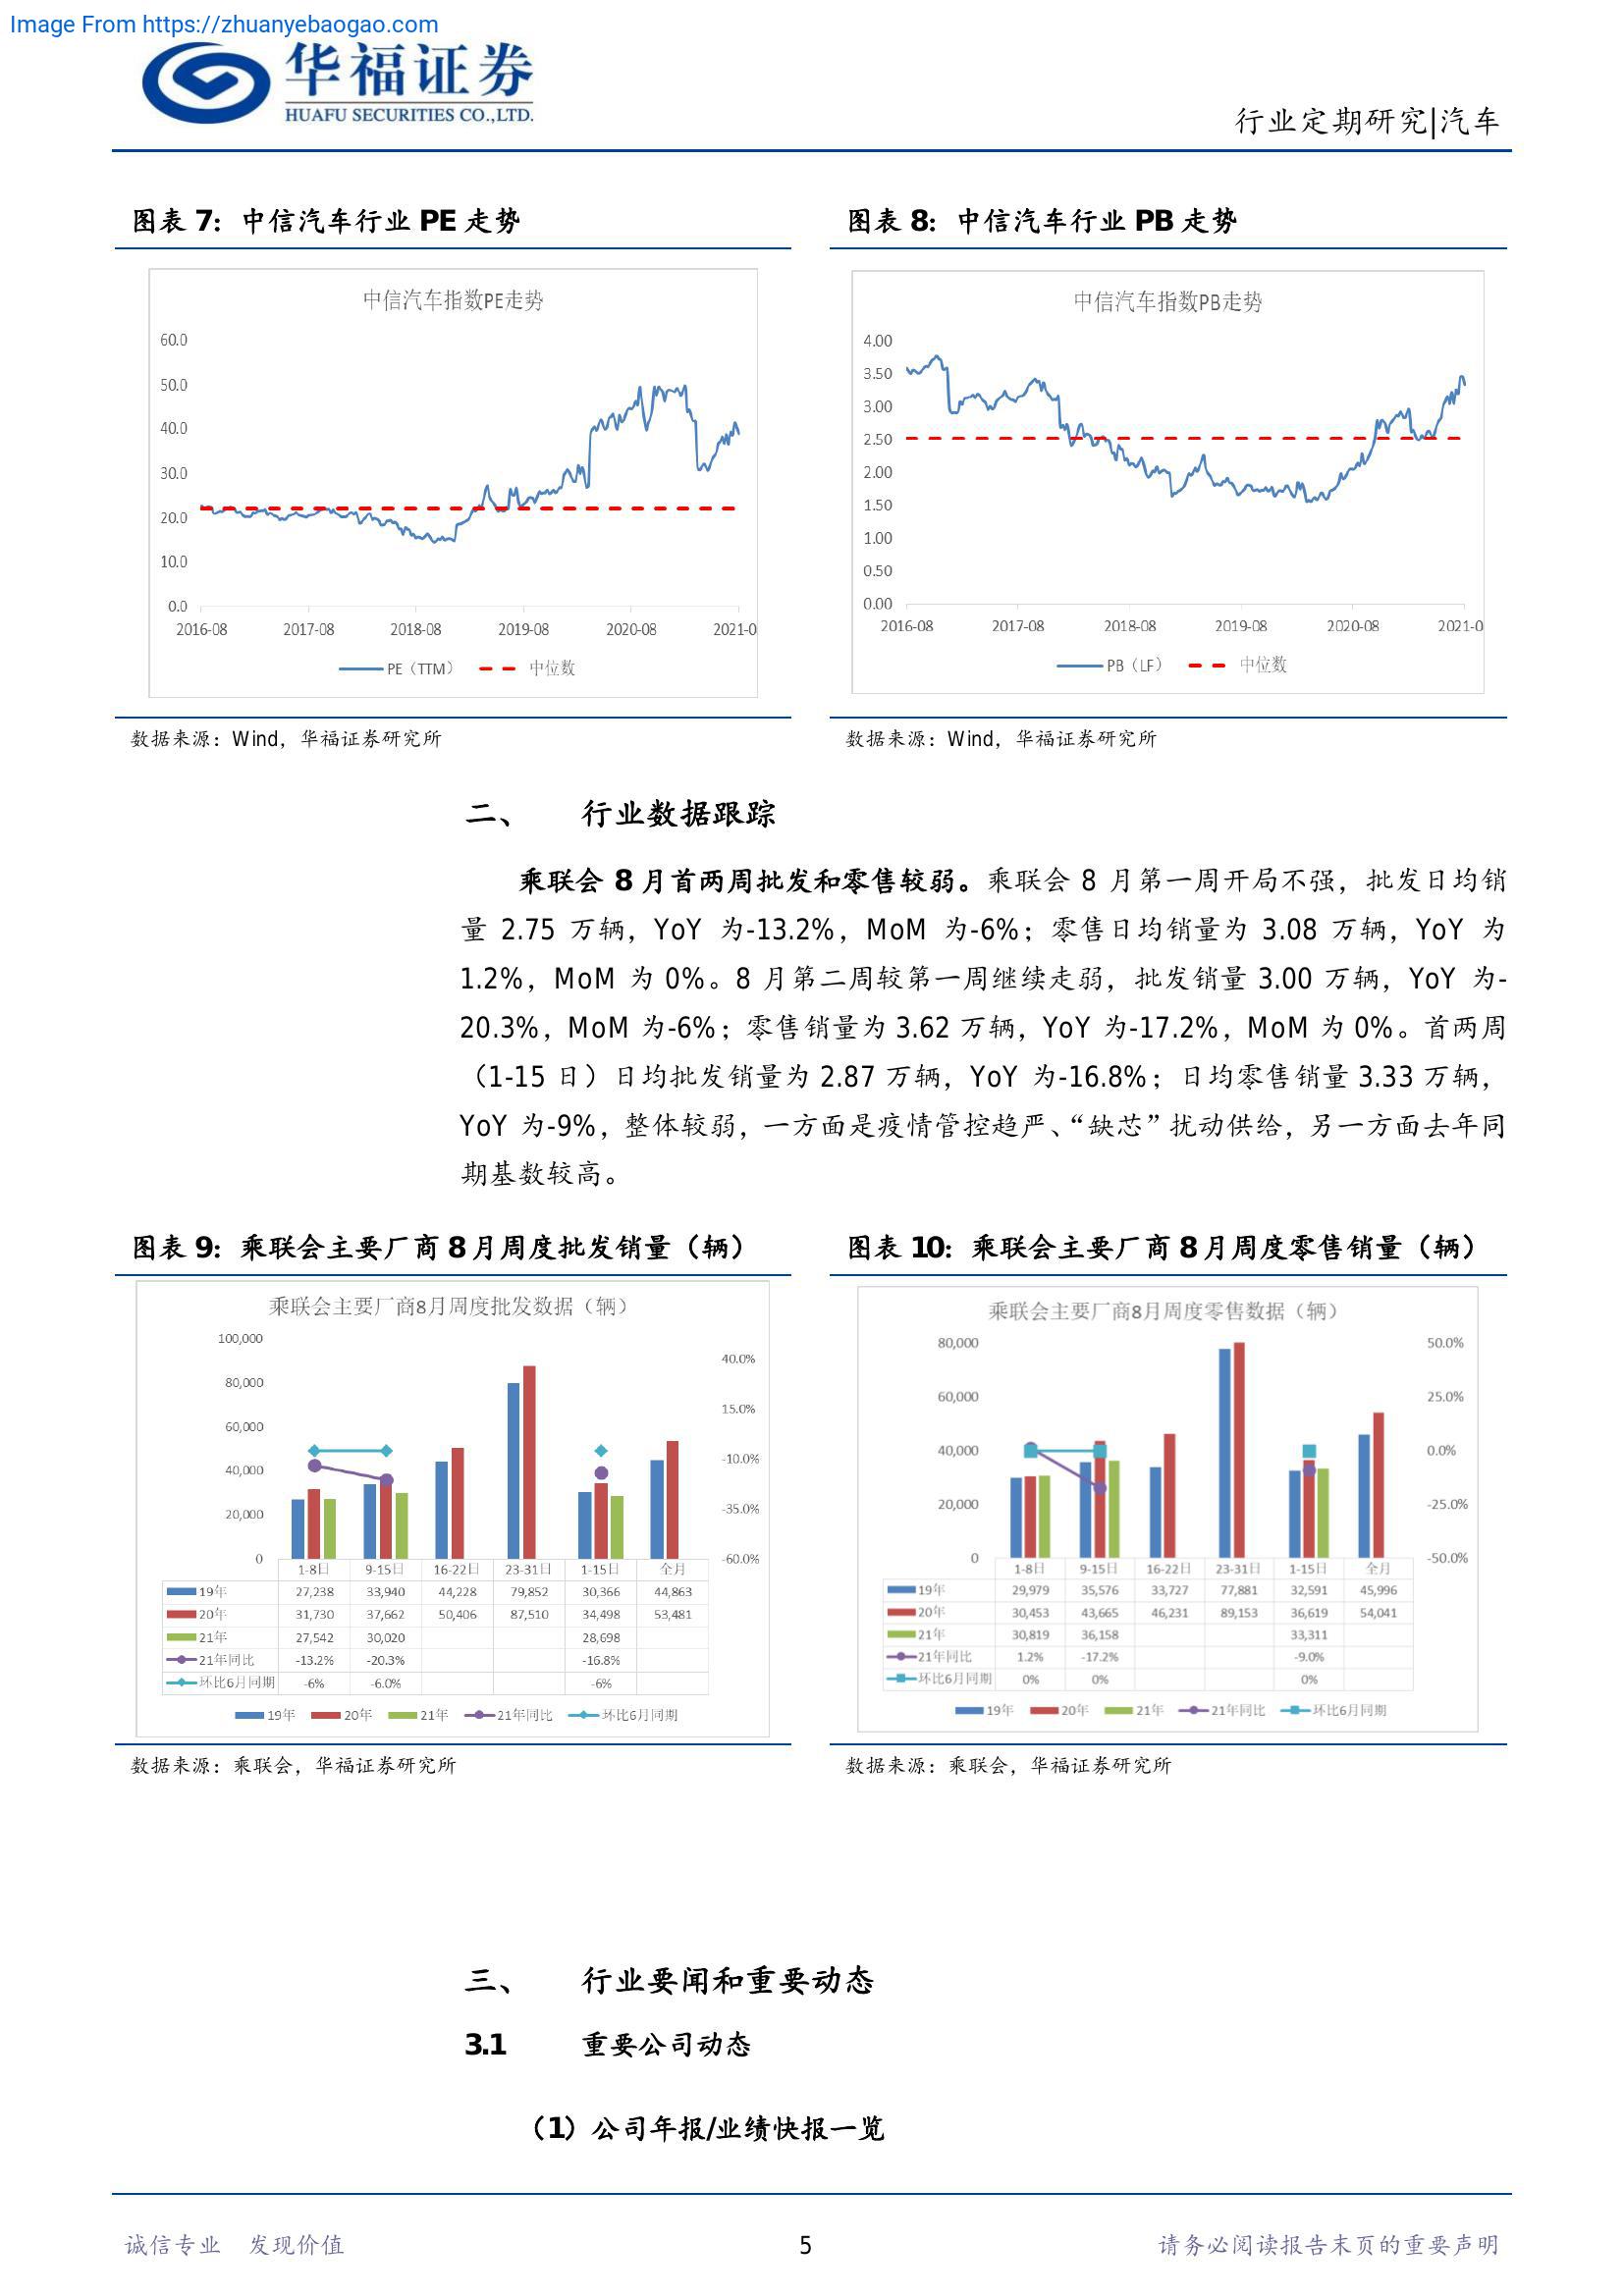 Image From https://zhuanyebaogao.com
华福证券
HUAFU SECURITIES CO.,LTD.
行业定期研究|汽车
图表 7：中信汽车行业 PE 走势
中信汽车指数PE走势
60.0
50.0
40.0
30.0
20.0
10.0
0.0
2016-08 2017-08 2018-08 2019-08 2020-08 2021-0
PE（TTM） 中位数
数据来源：Wind，华福证券研究所
图表 8：中信汽车行业 PB 走势
中信汽车指数PB走势
4.00
3.50
3.00
2.50
2.00
1.50
1.00
0.50
0.00
2016-08 2017-08 2018-08 2019-08 2020-08 2021-0
PB（LF） 中位数
数据来源：Wind，华福证券研究所
二、 行业数据跟踪
乘联会 8 月首两周批发和零售较弱。乘联会 8 月第一周开局不强，批发日均销
量 2.75 万辆，YoY 为-13.2%，MoM 为-6%；零售日均销量为 3.08 万辆，YoY 为
1.2%，MoM 为 0%。8 月第二周较第一周继续走弱，批发销量 3.00 万辆，YoY 为-
20.3%，MoM 为-6%；零售销量为 3.62 万辆，YoY 为-17.2%，MoM 为 0%。首两周
（1-15 日）日均批发销量为 2.87 万辆，YoY 为-16.8%；日均零售销量 3.33 万辆，
YoY 为-9%，整体较弱，一方面是疫情管控趋严、“缺芯”扰动供给，另一方面去年同
期基数较高。
图表 9：乘联会主要厂商 8 月周度批发销量（辆）
乘联会主要厂商8月周度批发数据（辆）
100,000
80,000
60,000
40,000
20,000
0
40.0%
15.0%
-10.0%
-35.0%
-60.0%
1-8日 9-15日 16-22日 23-31日 1-15日 全月
19年 27,238 33,940 44,228 79,852 30,366 44,863
20年 31,730 37,662 50,406 87,510 34,498 53,481
21年 27,542 30,020 28,698
21年同比 -13.2% -20.3% -16.8%
环比6月同期 -6% -6.0% -6%
19年 20年 21年 21年同比 环比6月同期
数据来源：乘联会，华福证券研究所
图表 10：乘联会主要厂商 8 月周度零售销量（辆）
乘联会主要厂商8月周度零售数据（辆）
80,000
60,000
40,000
20,000
0
50.0%
25.0%
0.0%
-25.0%
-50.0%
1-8日 9-15日 16-22日 23-31日 1-15日 全月
19年 29,979 35,576 33,727 77,881 32,591 45,996
20年 30,453 43,665 46,231 89,153 36,619 54,041
21年 30,819 36,158 33,311
21年同比 1.2% -17.2% -9.0%
环比6月同期 0% 0% 0%
19年 20年 21年 21年同比 环比6月同期
数据来源：乘联会，华福证券研究所
三、 行业要闻和重要动态
3.1 重要公司动态
（1）公司年报/业绩快报一览
诚信专业 发现价值 5 请务必阅读报告末页的重要声明